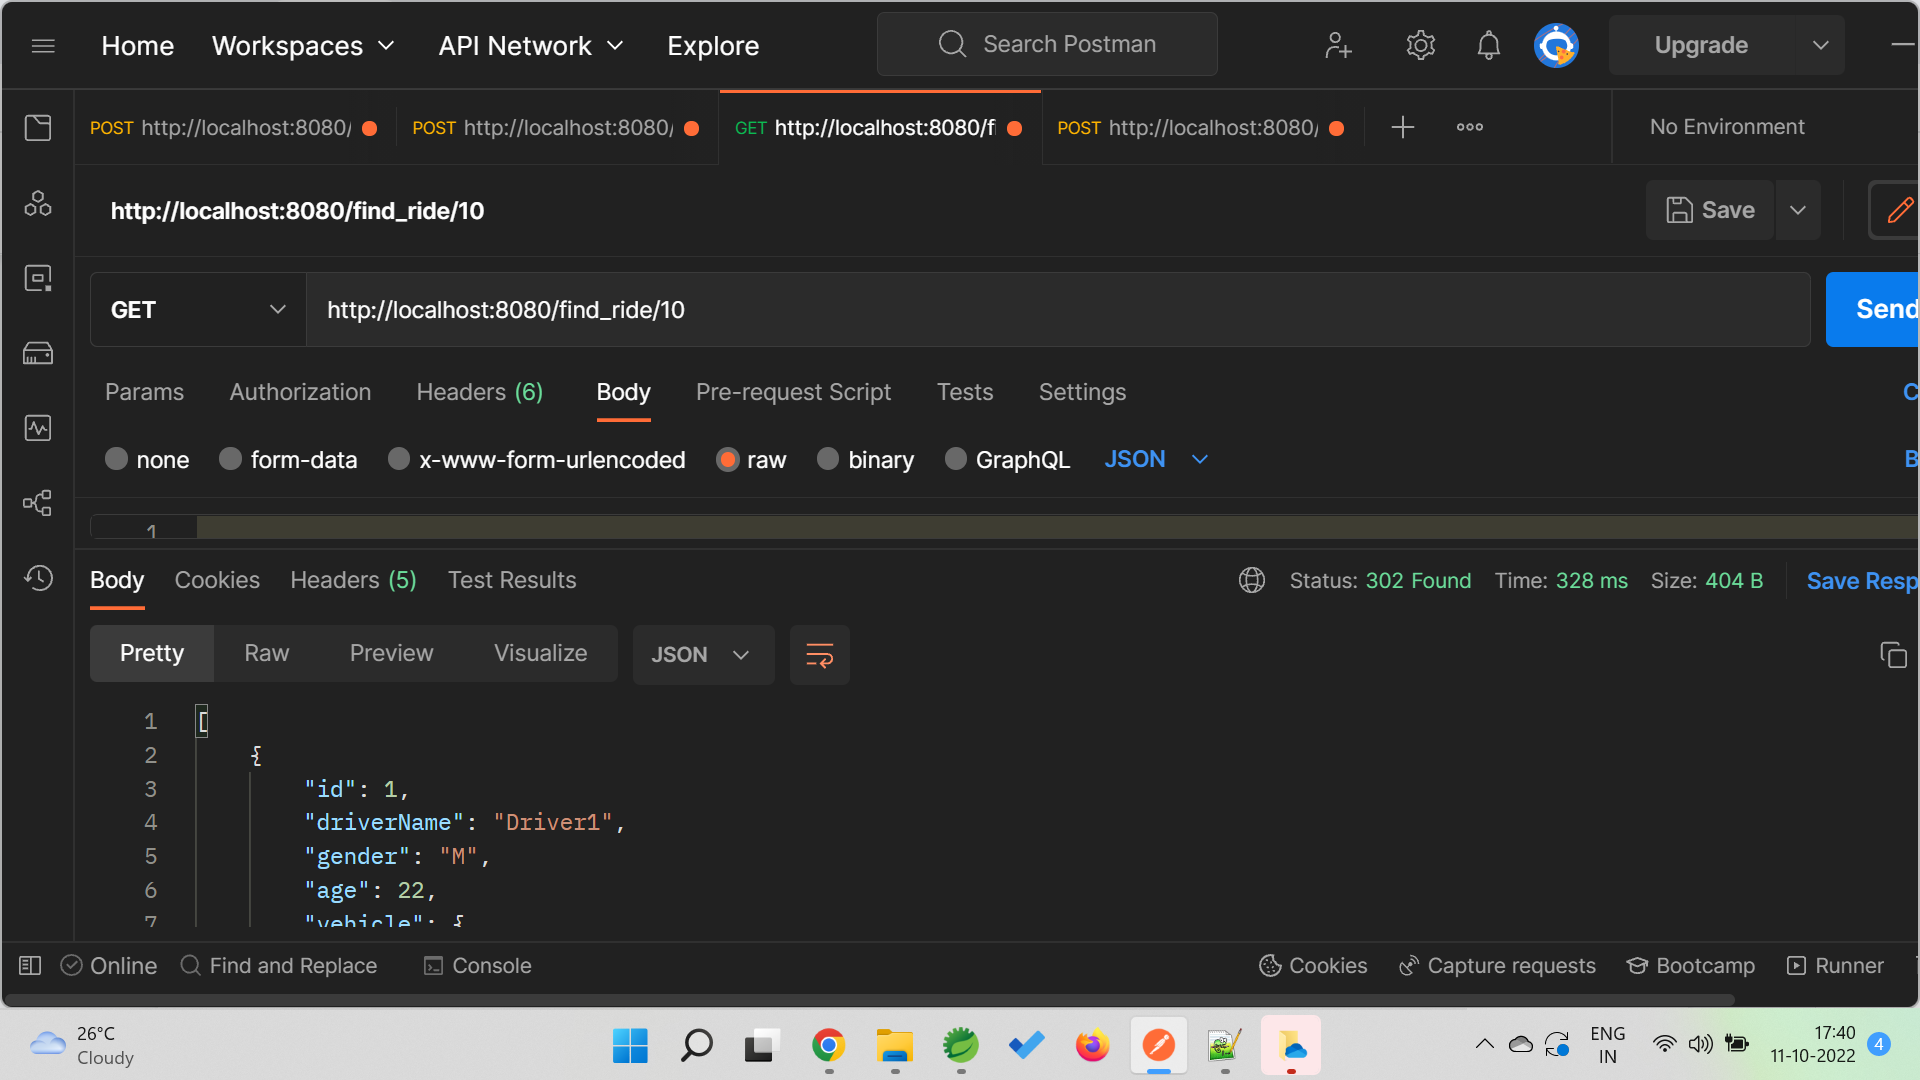 Home Workspaces API Network Explore Search Postman Upgrade
POST http://localhost:8080/ POST http://localhost:8080/ GET http://localhost:8080/f POST http://localhost:8080/ No Environment
http://localhost:8080/find_ride/10 Save
GET http://localhost:8080/find_ride/10 Send
Params Authorization Headers (6) Body Pre-request Script Tests Settings C
none form-data x-www-form-urlencoded raw binary GraphQL JSON B
1
Body Cookies Headers (5) Test Results Status: 302 Found Time: 328 ms Size: 404 B Save Resp
Pretty Raw Preview Visualize JSON
1 [
2 {
3 "id": 1,
4 "driverName": "Driver1",
5 "gender": "M",
6 "age": 22,
7 "vehicle": {
Online Find and Replace Console Cookies Capture requests Bootcamp Runner
26°C
Cloudy
ENG
IN
17:40
11-10-2022
4